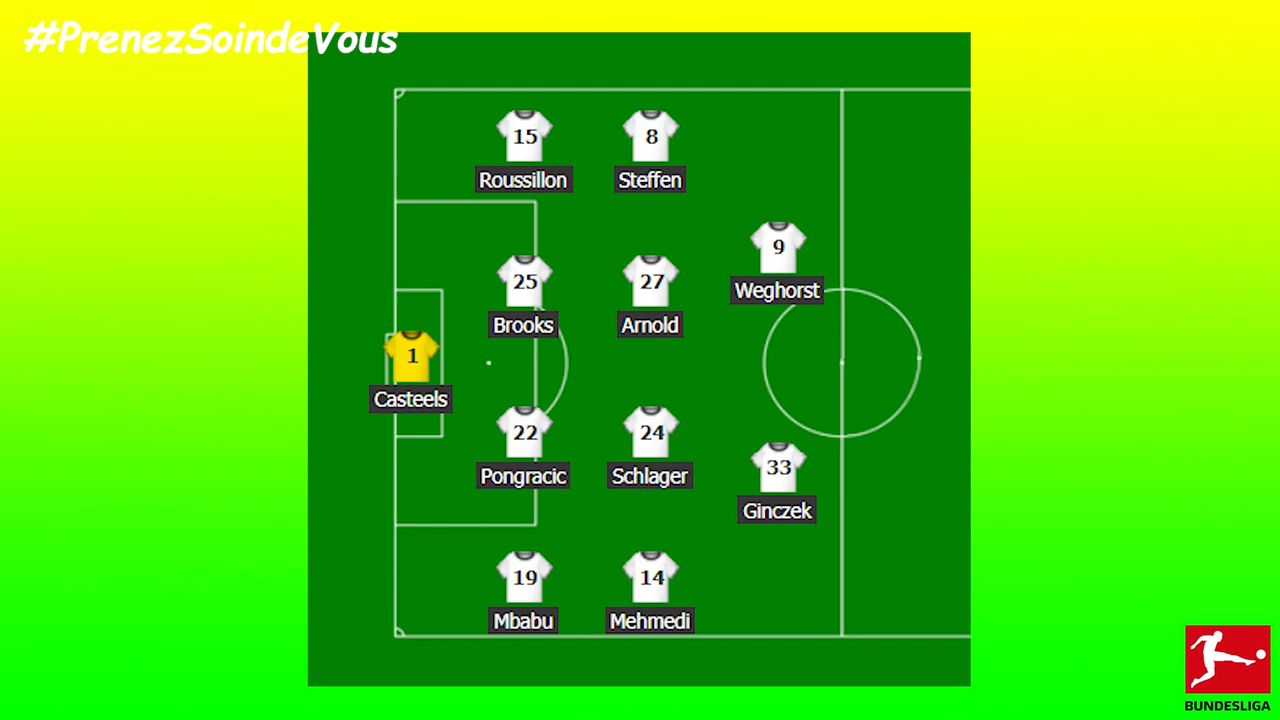 #PrenezSoindeVous
15
Roussillon
8
Steffen
9
Weghorst
25
Brooks
27
Arnold
1
Casteels
22
Pongracic
24
Schlager
33
Ginczek
19
Mbabu
14
Mehmedi
BUNDESLIGA